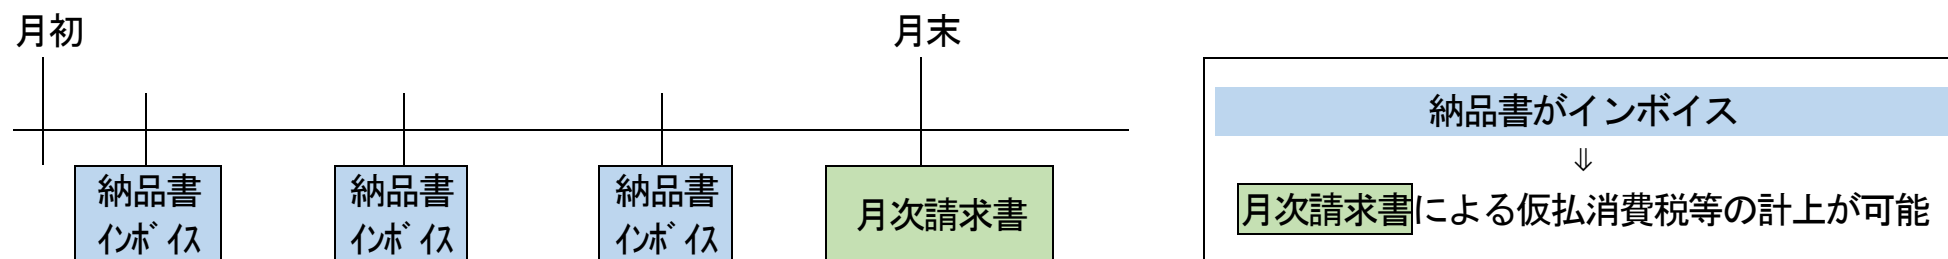 月初
月末
納品書
インボイス
納品書
インボイス
納品書
インボイス
月次請求書
納品書がインボイス
⇓
月次請求書による仮払消費税等の計上が可能